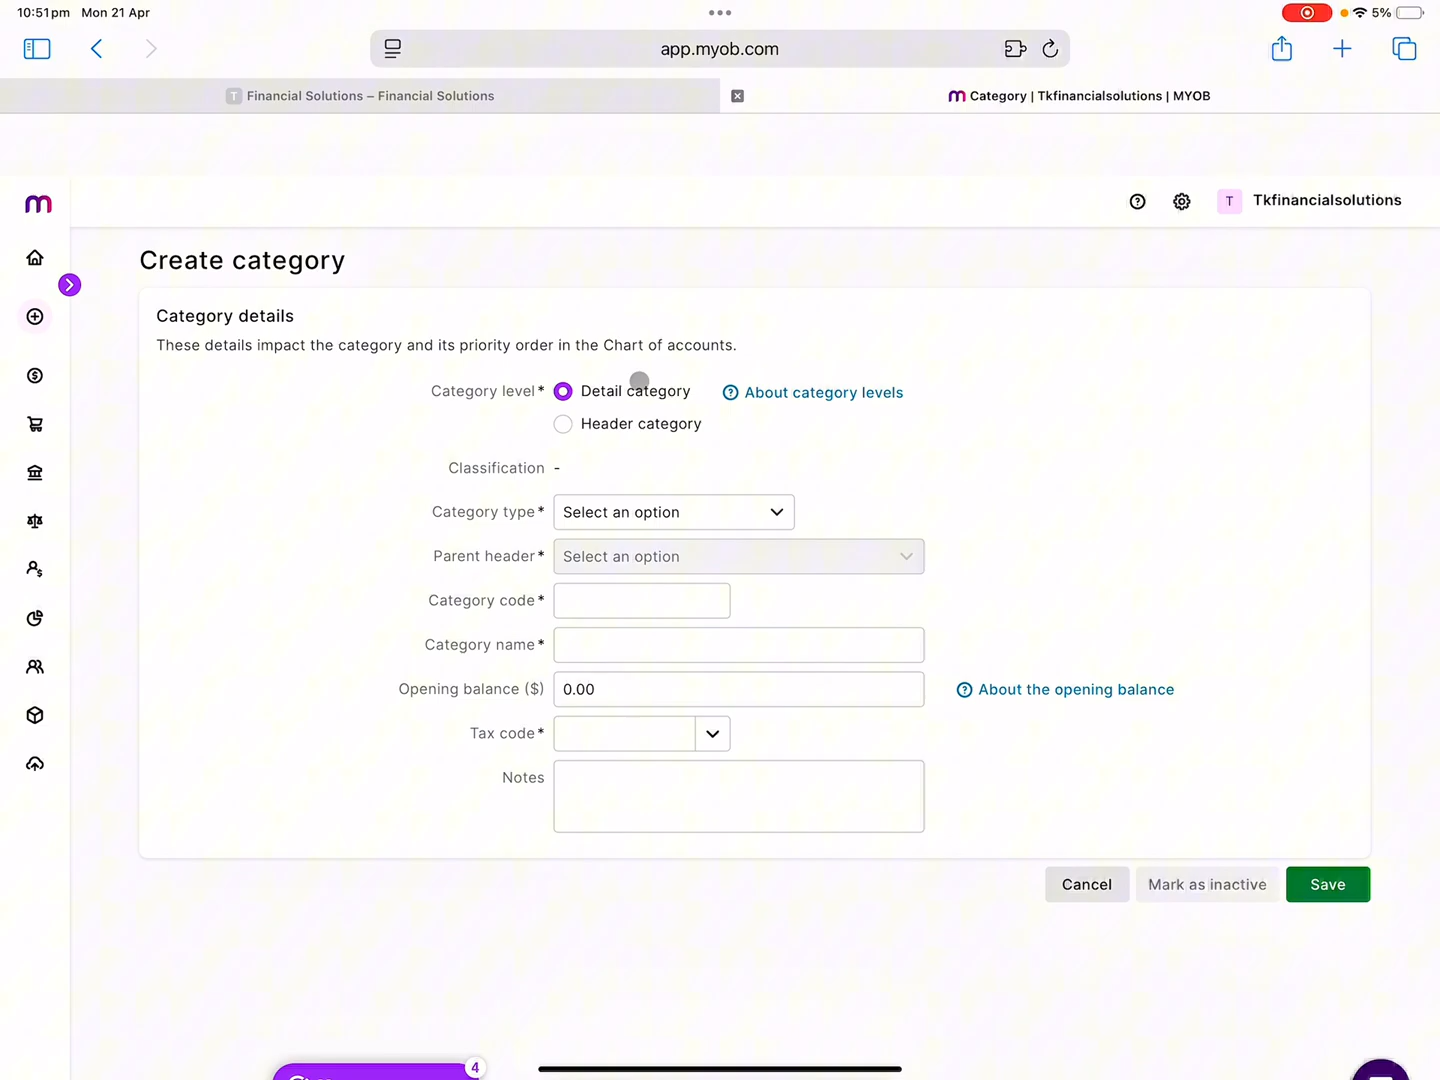 10:51pm Mon 21 Apr
5%
app.myob.com
T Financial Solutions – Financial Solutions
Category | Tkfinancialsolutions | MYOB
T Tkfinancialsolutions
Create category
Category details
These details impact the category and its priority order in the Chart of accounts.
Category level* Detail category About category levels
Header category
Classification -
Category type* Select an option
Parent header* Select an option
Category code*
Category name*
Opening balance ($) 0.00 About the opening balance
Tax code*
Notes
Cancel Mark as inactive Save
4